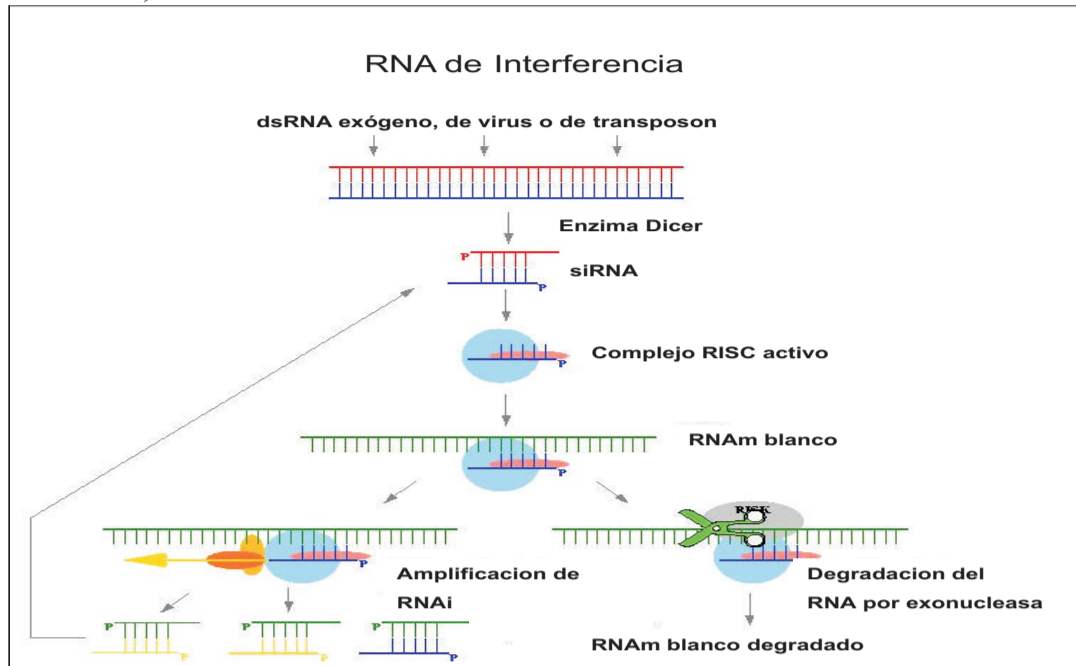 RNA de Interferencia
dsRNA exógeno, de virus o de transposon
Enzima Dicer
P
siRNA
P
Complejo RISC activo
P
RNAm blanco
P
RISK
P
P
Amplificacion de
RNAi
Degradacion del
RNA por exonucleasa
P
P
P
P
P
P
RNAm blanco degradado